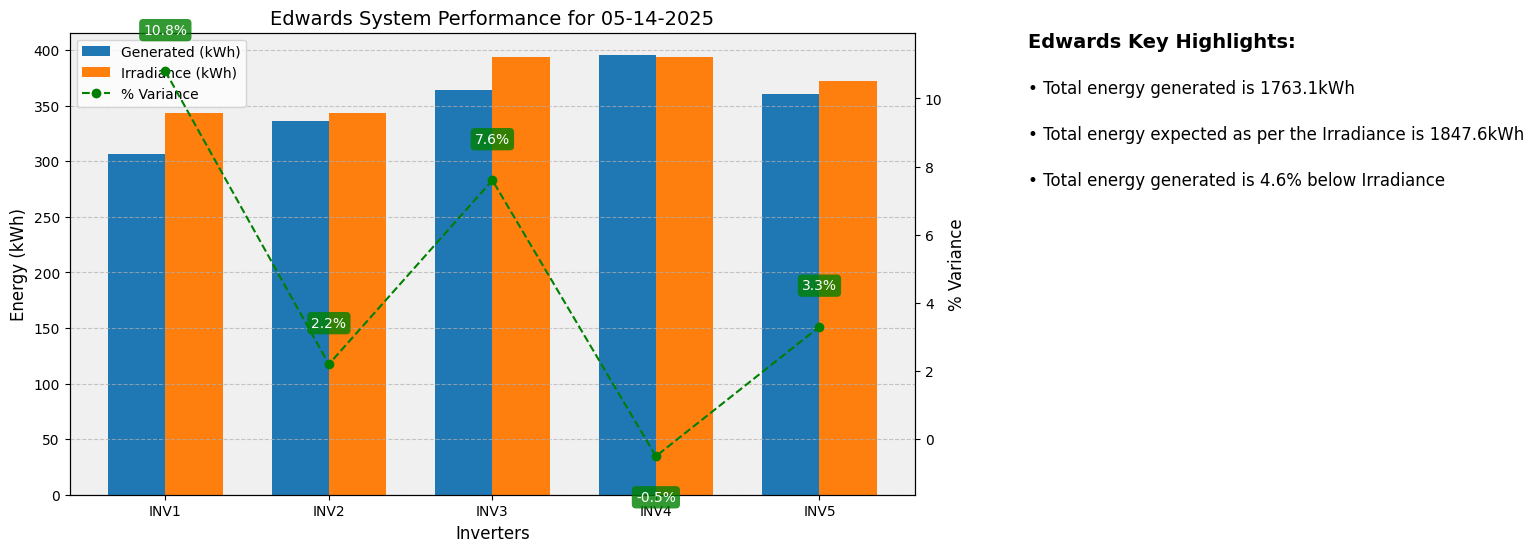 Edwards System Performance for 05-14-2025
10.8%
Generated (kWh)
Irradiance (kWh)
% Variance
400
350
300
250
200
150
100
50
0
Energy (kWh)
2.2%
7.6%
-0.5%
3.3%
10
8
6
4
2
0
% Variance
INV1
INV2
INV3
INV4
INV5
Inverters
Edwards Key Highlights:
• Total energy generated is 1763.1kWh
• Total energy expected as per the Irradiance is 1847.6kWh
• Total energy generated is 4.6% below Irradiance